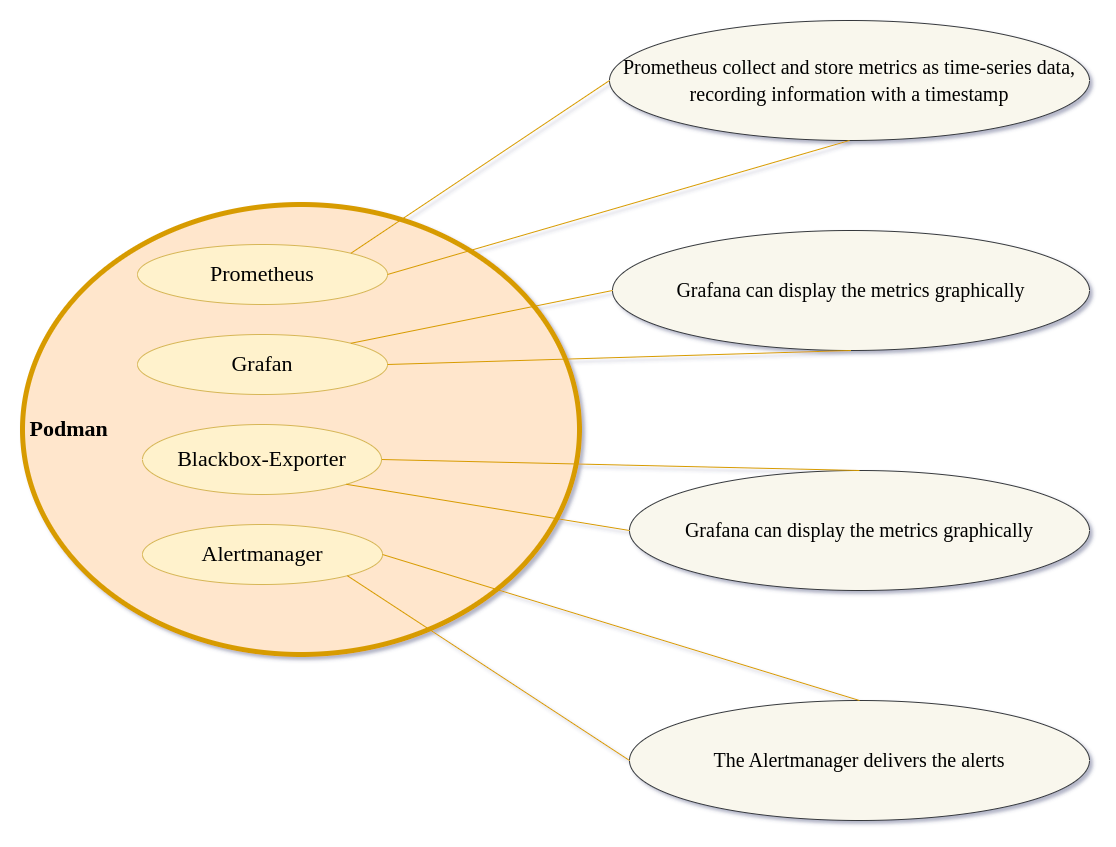 Prometheus collect and store metrics as time-series data,
recording information with a timestamp
Prometheus
Grafana can display the metrics graphically
Grafan
Podman
Blackbox-Exporter
Grafana can display the metrics graphically
Alertmanager
The Alertmanager delivers the alerts